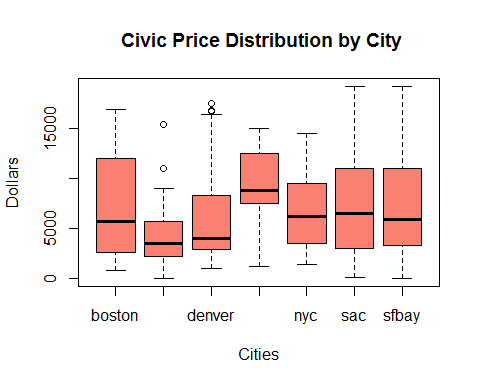 Civic Price Distribution by City
Dollars
15000
5000
0
boston denver nyc sac sfbay
Cities